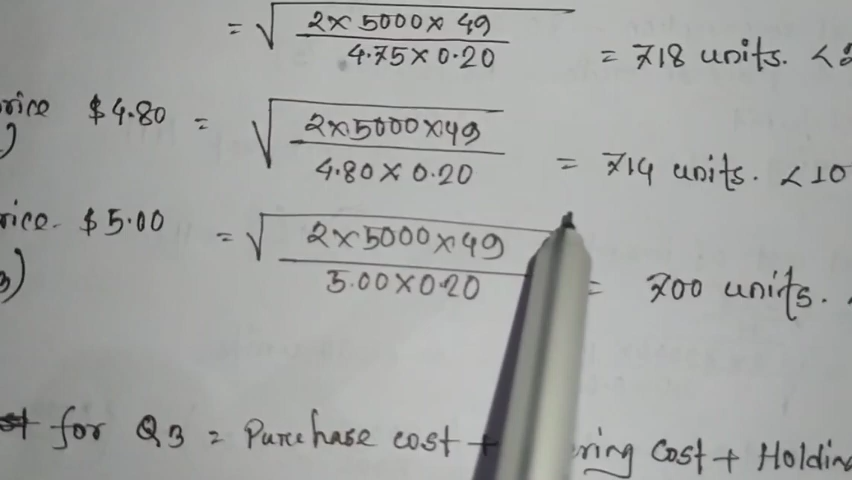 = √ 2 × 5000 × 49 / 4.75 × 0.20 = 718 units. <
$4.80 = √ 2×5000×49 / 4.80 × 0.20 = 714 units. <10
$5.00 = √ 2 × 5000 × 49 / 5.00 × 0.20 = 700 units.
for Q3 = Purchase cost + ring Cost + Holdin